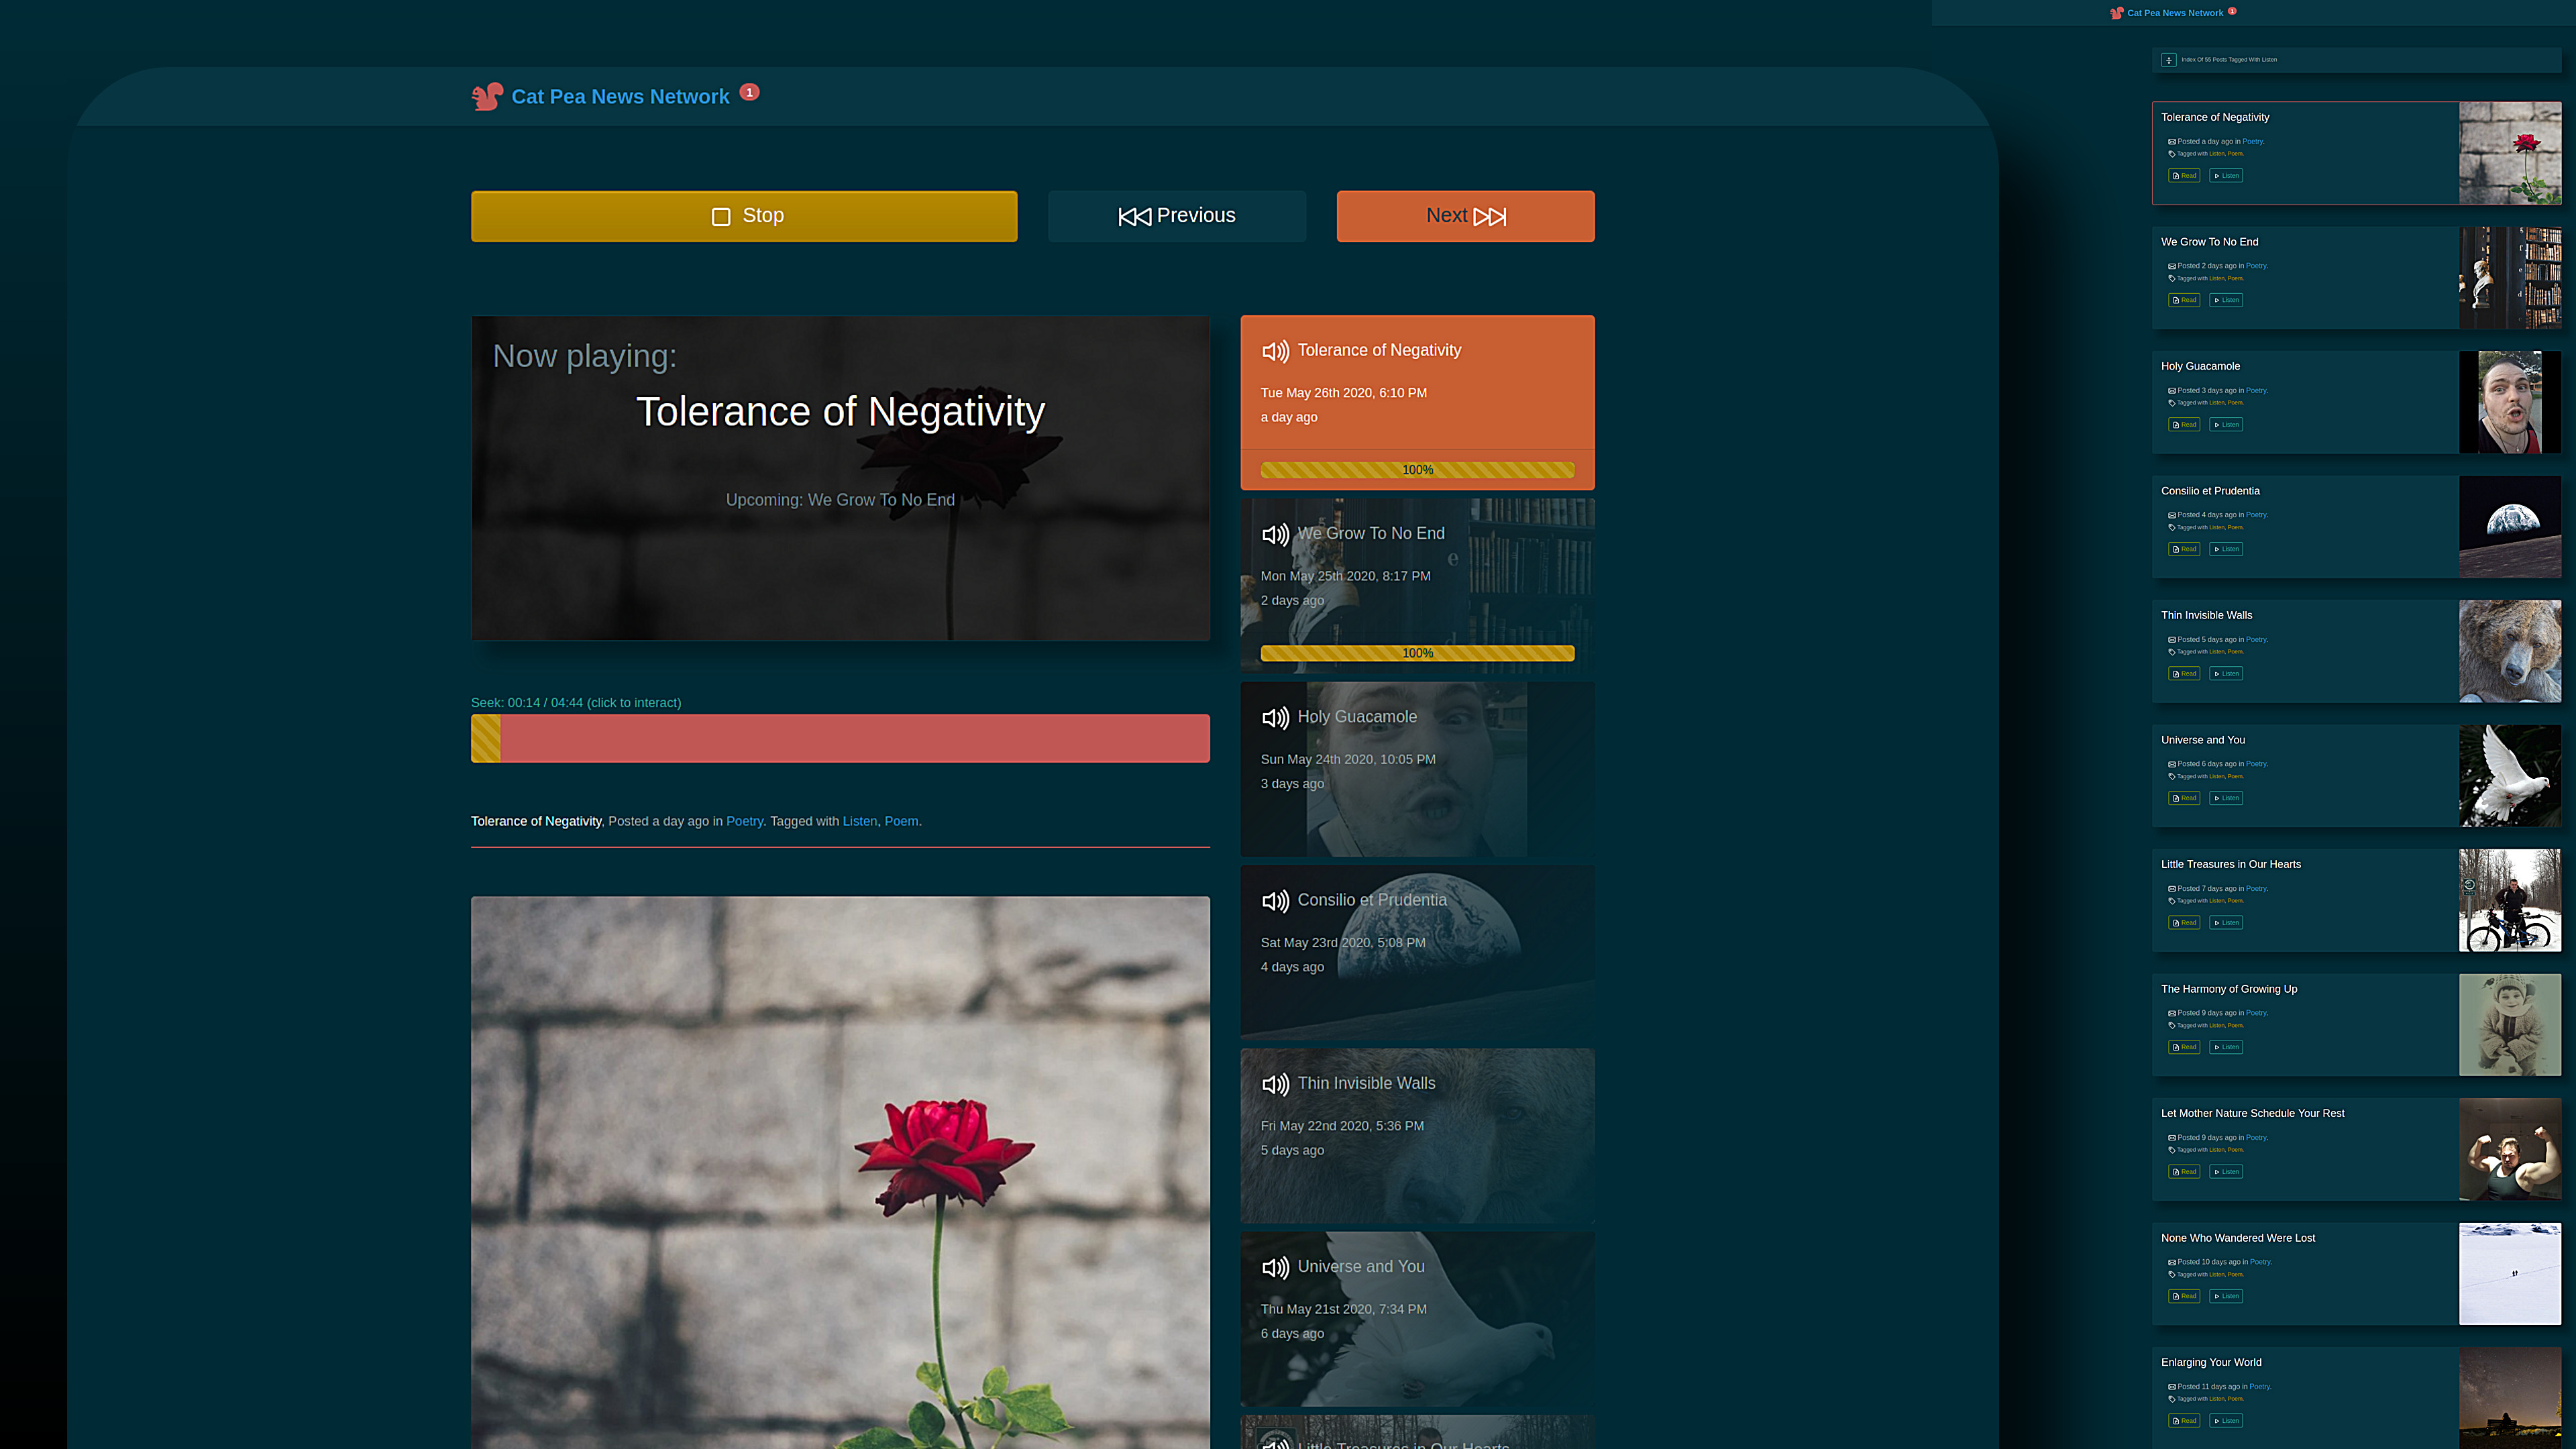 Cat Pea News Network 1
Stop
Previous
Next
Now playing:
Tolerance of Negativity
Upcoming: We Grow To No End
Seek: 00:14 / 04:44 (click to interact)
Tolerance of Negativity, Posted a day ago in Poetry. Tagged with Listen, Poem.
Tolerance of Negativity
Tue May 26th 2020, 6:10 PM
a day ago
100%
We Grow To No End
Mon May 25th 2020, 8:17 PM
2 days ago
100%
Holy Guacamole
Sun May 24th 2020, 10:05 PM
3 days ago
Consilio et Prudentia
Sat May 23rd 2020, 5:08 PM
4 days ago
Thin Invisible Walls
Fri May 22nd 2020, 5:36 PM
5 days ago
Universe and You
Thu May 21st 2020, 7:34 PM
6 days ago
Little Treasures in Our Hearts
Cat Pea News Network 1
Index Of 55 Posts Tagged With Listen
Tolerance of Negativity
Posted a day ago in Poetry.
Tagged with Listen, Poem.
Read Listen
We Grow To No End
Posted 2 days ago in Poetry.
Tagged with Listen, Poem.
Read Listen
Holy Guacamole
Posted 3 days ago in Poetry.
Tagged with Listen, Poem.
Read Listen
Consilio et Prudentia
Posted 4 days ago in Poetry.
Tagged with Listen, Poem.
Read Listen
Thin Invisible Walls
Posted 5 days ago in Poetry.
Tagged with Listen, Poem.
Read Listen
Universe and You
Posted 6 days ago in Poetry.
Tagged with Listen, Poem.
Read Listen
Little Treasures in Our Hearts
Posted 7 days ago in Poetry.
Tagged with Listen, Poem.
Read Listen
The Harmony of Growing Up
Posted 9 days ago in Poetry.
Tagged with Listen, Poem.
Read Listen
Let Mother Nature Schedule Your Rest
Posted 9 days ago in Poetry.
Tagged with Listen, Poem.
Read Listen
None Who Wandered Were Lost
Posted 10 days ago in Poetry.
Tagged with Listen, Poem.
Read Listen
Enlarging Your World
Posted 11 days ago in Poetry.
Tagged with Listen, Poem.
Read Listen